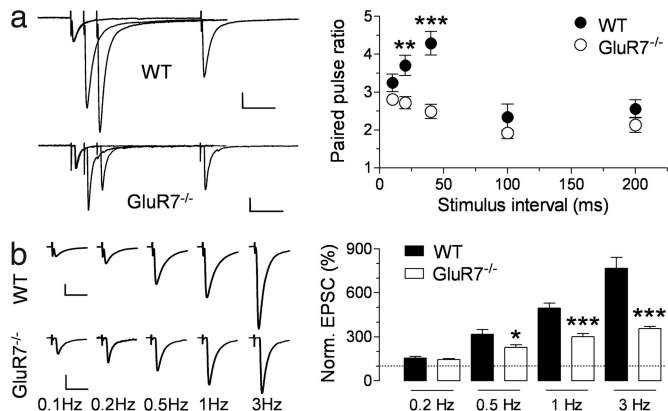 a
WT
GluR7-/-
Paired pulse ratio
5
4
3
2
1
**
***
WT
GluR7-/-
0
50
100
150
200
Stimulus interval (ms)
b
WT
GluR7-/-
0.1Hz 0.2Hz 0.5Hz 1Hz 3Hz
Norm. EPSC (%)
900
600
300
0
WT
GluR7-/-
*
***
***
0.2 Hz 0.5 Hz 1 Hz 3 Hz